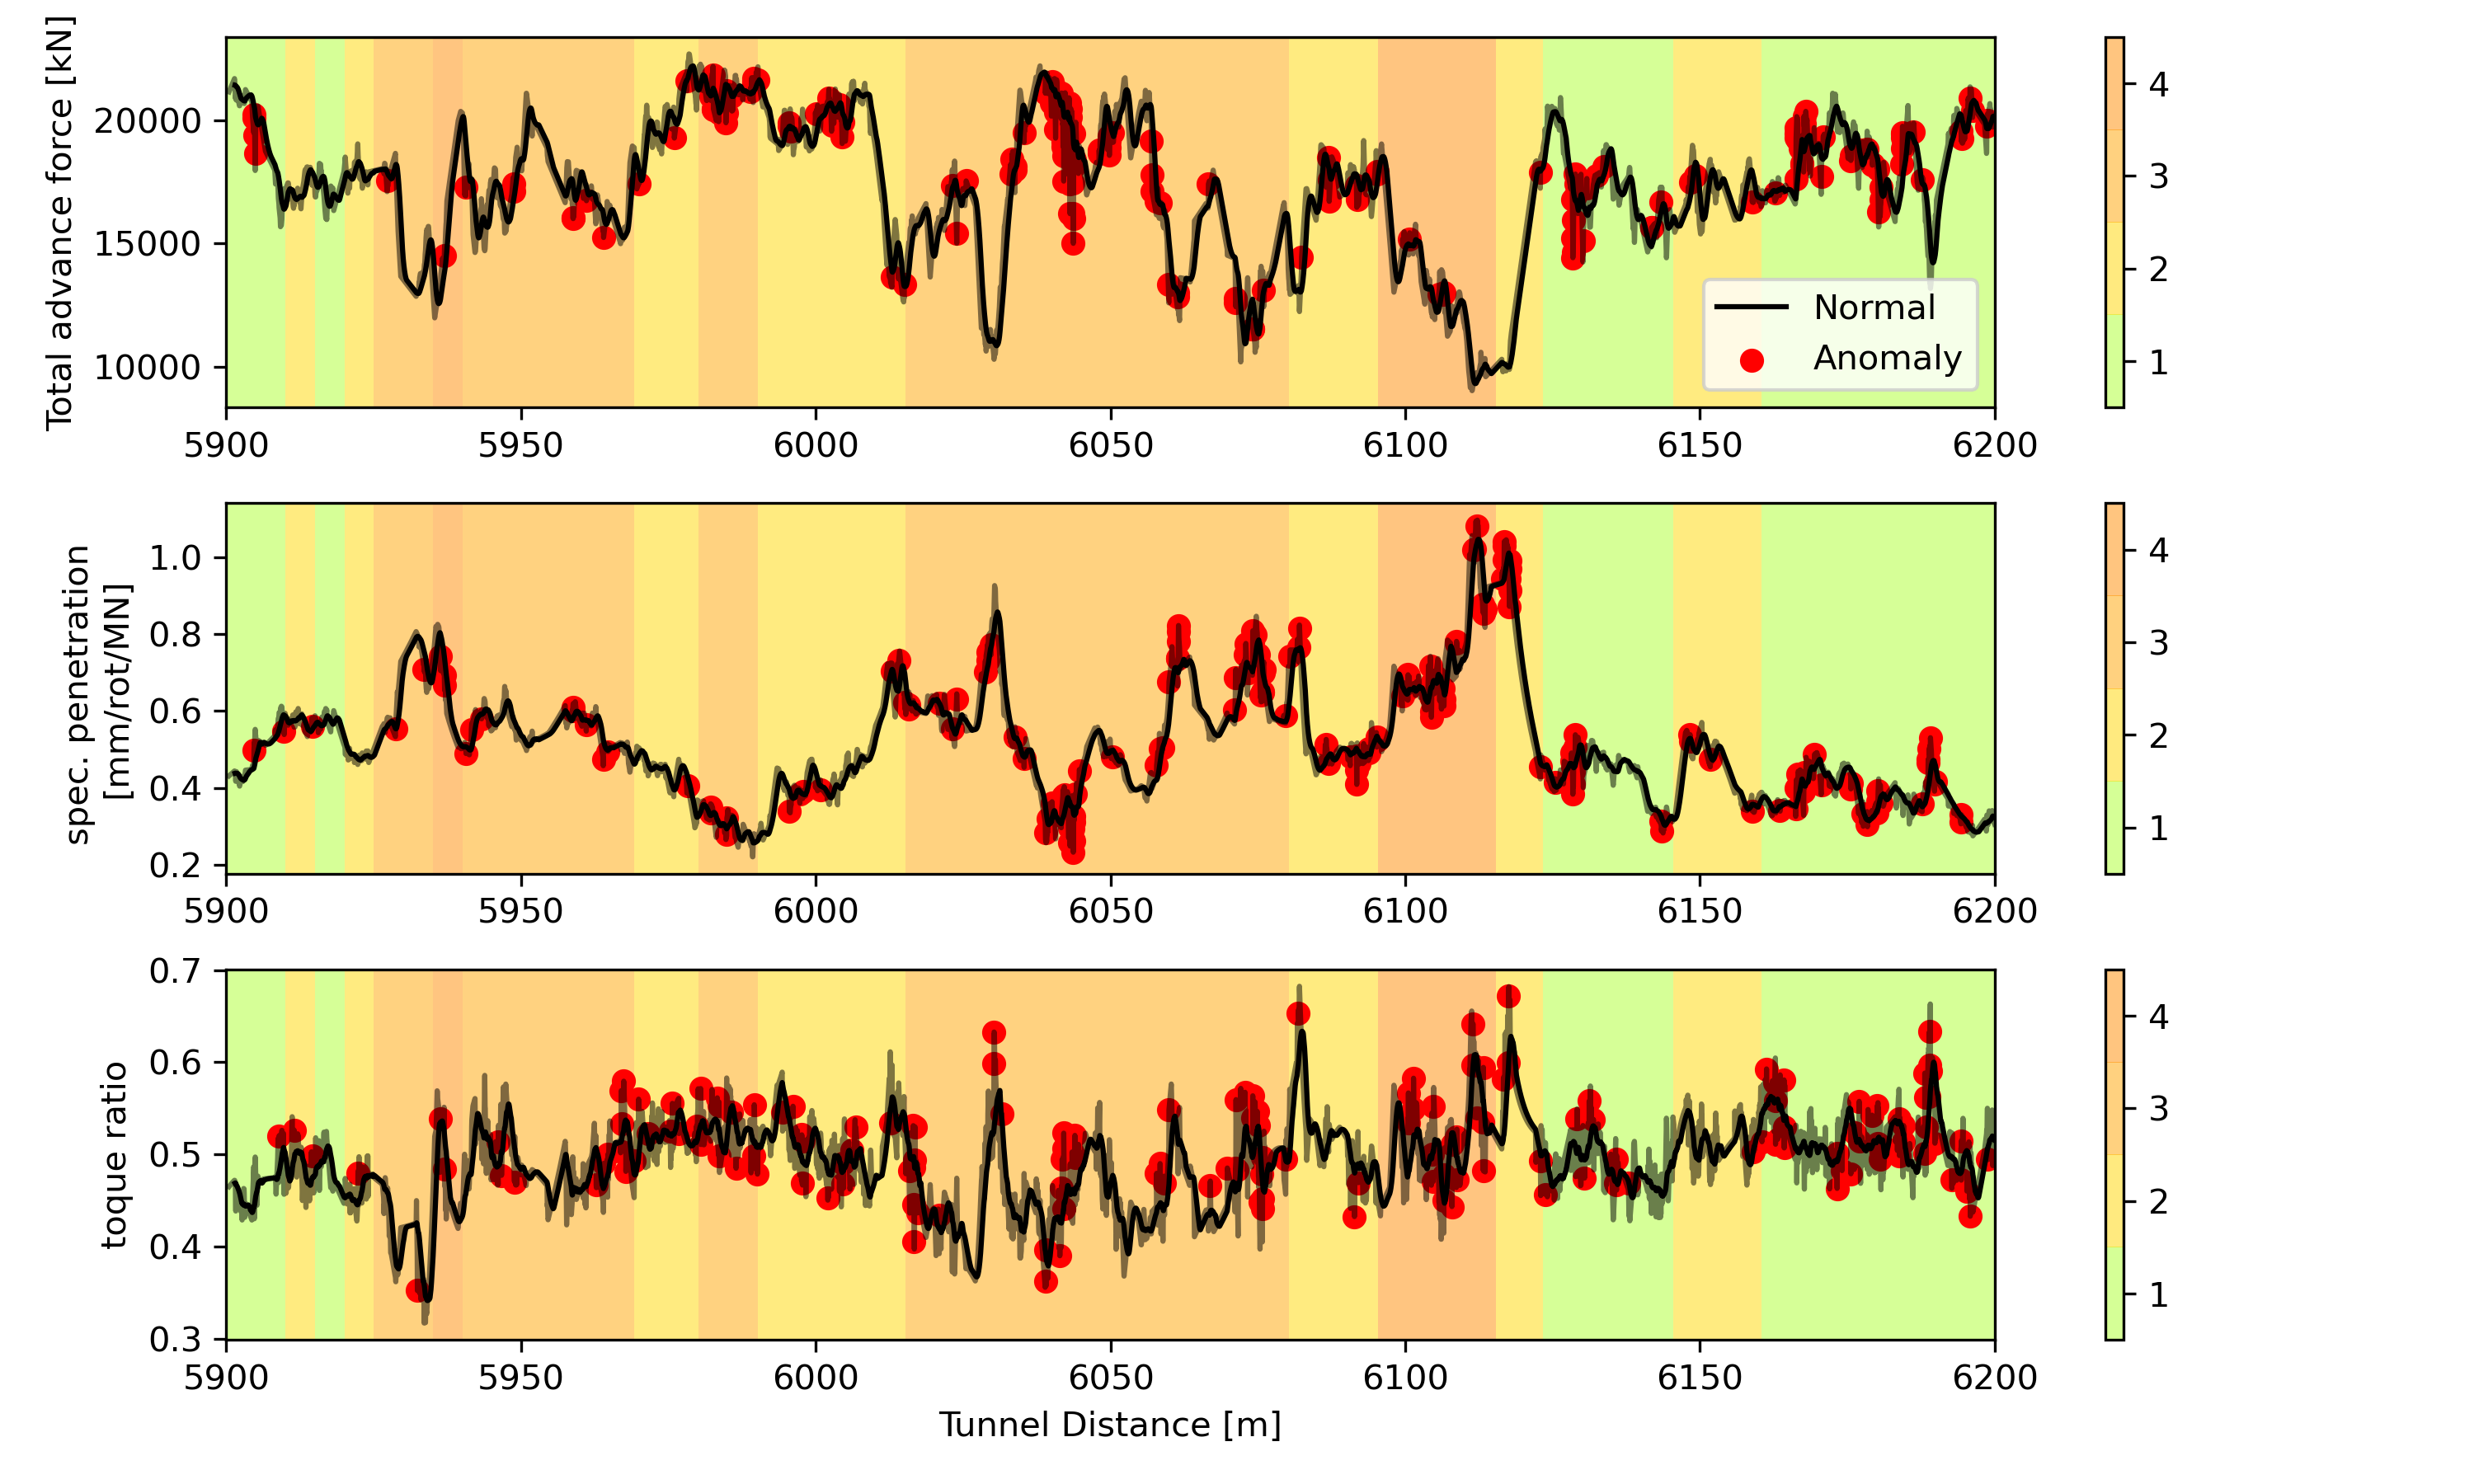 Total advance force [kN]
20000
15000
10000
5900 5950 6000 6050 6100 6150 6200
Normal
Anomaly
4
3
2
1
spec. penetration
[mm/rot/MN]
1.0
0.8
0.6
0.4
0.2
5900 5950 6000 6050 6100 6150 6200
4
3
2
1
toque ratio
0.7
0.6
0.5
0.4
0.3
5900 5950 6000 6050 6100 6150 6200
Tunnel Distance [m]
4
3
2
1